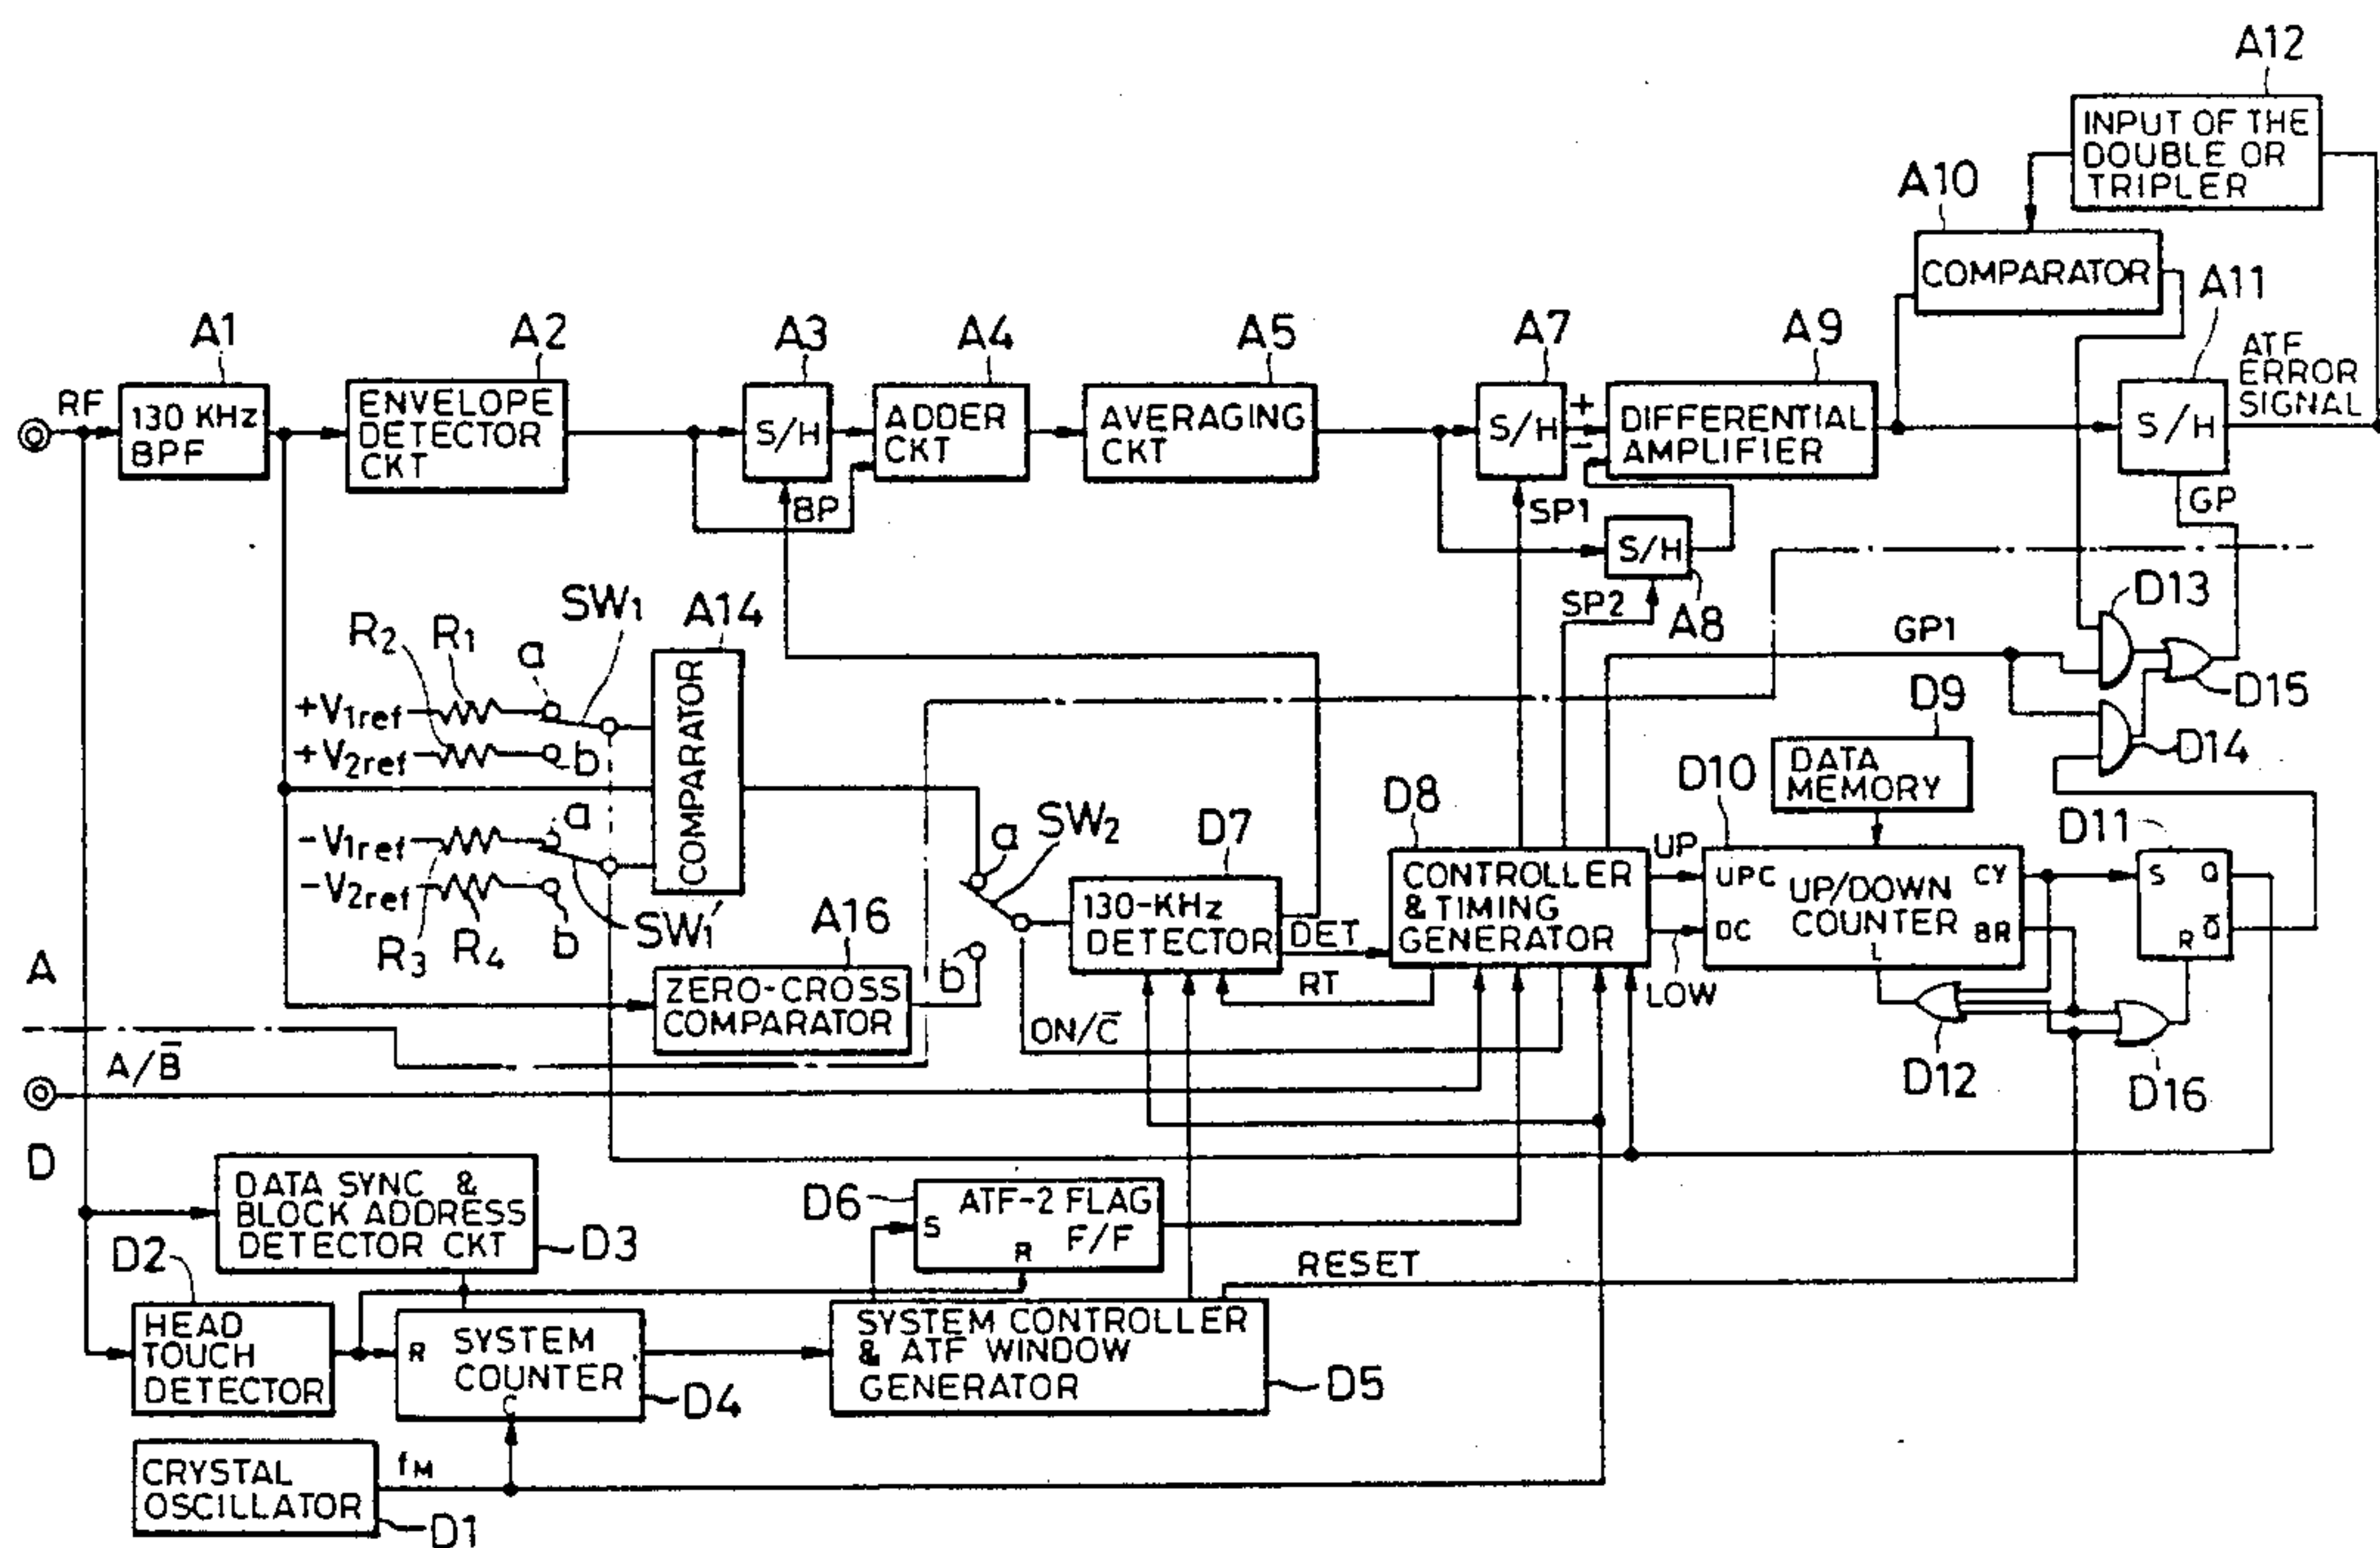 A12
INPUT OF THE
DOUBLE OR
TRIPLER
A10
COMPARATOR
A11
A1
A2
A3
A4
A5
A7
A9
ATF
ERROR
SIGNAL
RF
130 KHz
BPF
ENVELOPE
DETECTOR
CKT
S/H
ADDER
CKT
AVERAGING
CKT
S/H
+
−
DIFFERENTIAL
AMPLIFIER
S/H
GP
BP
SP1
S/H
SP2
A8
D13
GP1
D15
D14
R2
R1
a
SW1
A14
+V1ref
+V2ref
b
COMPARATOR
−V1ref
a
−V2ref
b
R3
R4
SW1'
A16
ZERO-CROSS
COMPARATOR
a
SW2
b
D7
130-KHz
DETECTOR
DET
RT
ON/C̅
D8
CONTROLLER
& TIMING
GENERATOR
UP
LOW
D9
DATA
MEMORY
D10
UPC
UP/DOWN
COUNTER
CY
DC
BR
L
D11
S
Q
R
Q̅
D12
D16
A
A/B̅
D
DATA SYNC &
BLOCK ADDRESS
DETECTOR CKT
D3
D6
ATF-2 FLAG
F/F
S
R
RESET
D2
HEAD
TOUCH
DETECTOR
R
SYSTEM
COUNTER
C
D4
SYSTEM CONTROLLER
& ATF WINDOW
GENERATOR
D5
CRYSTAL
OSCILLATOR
fM
D1